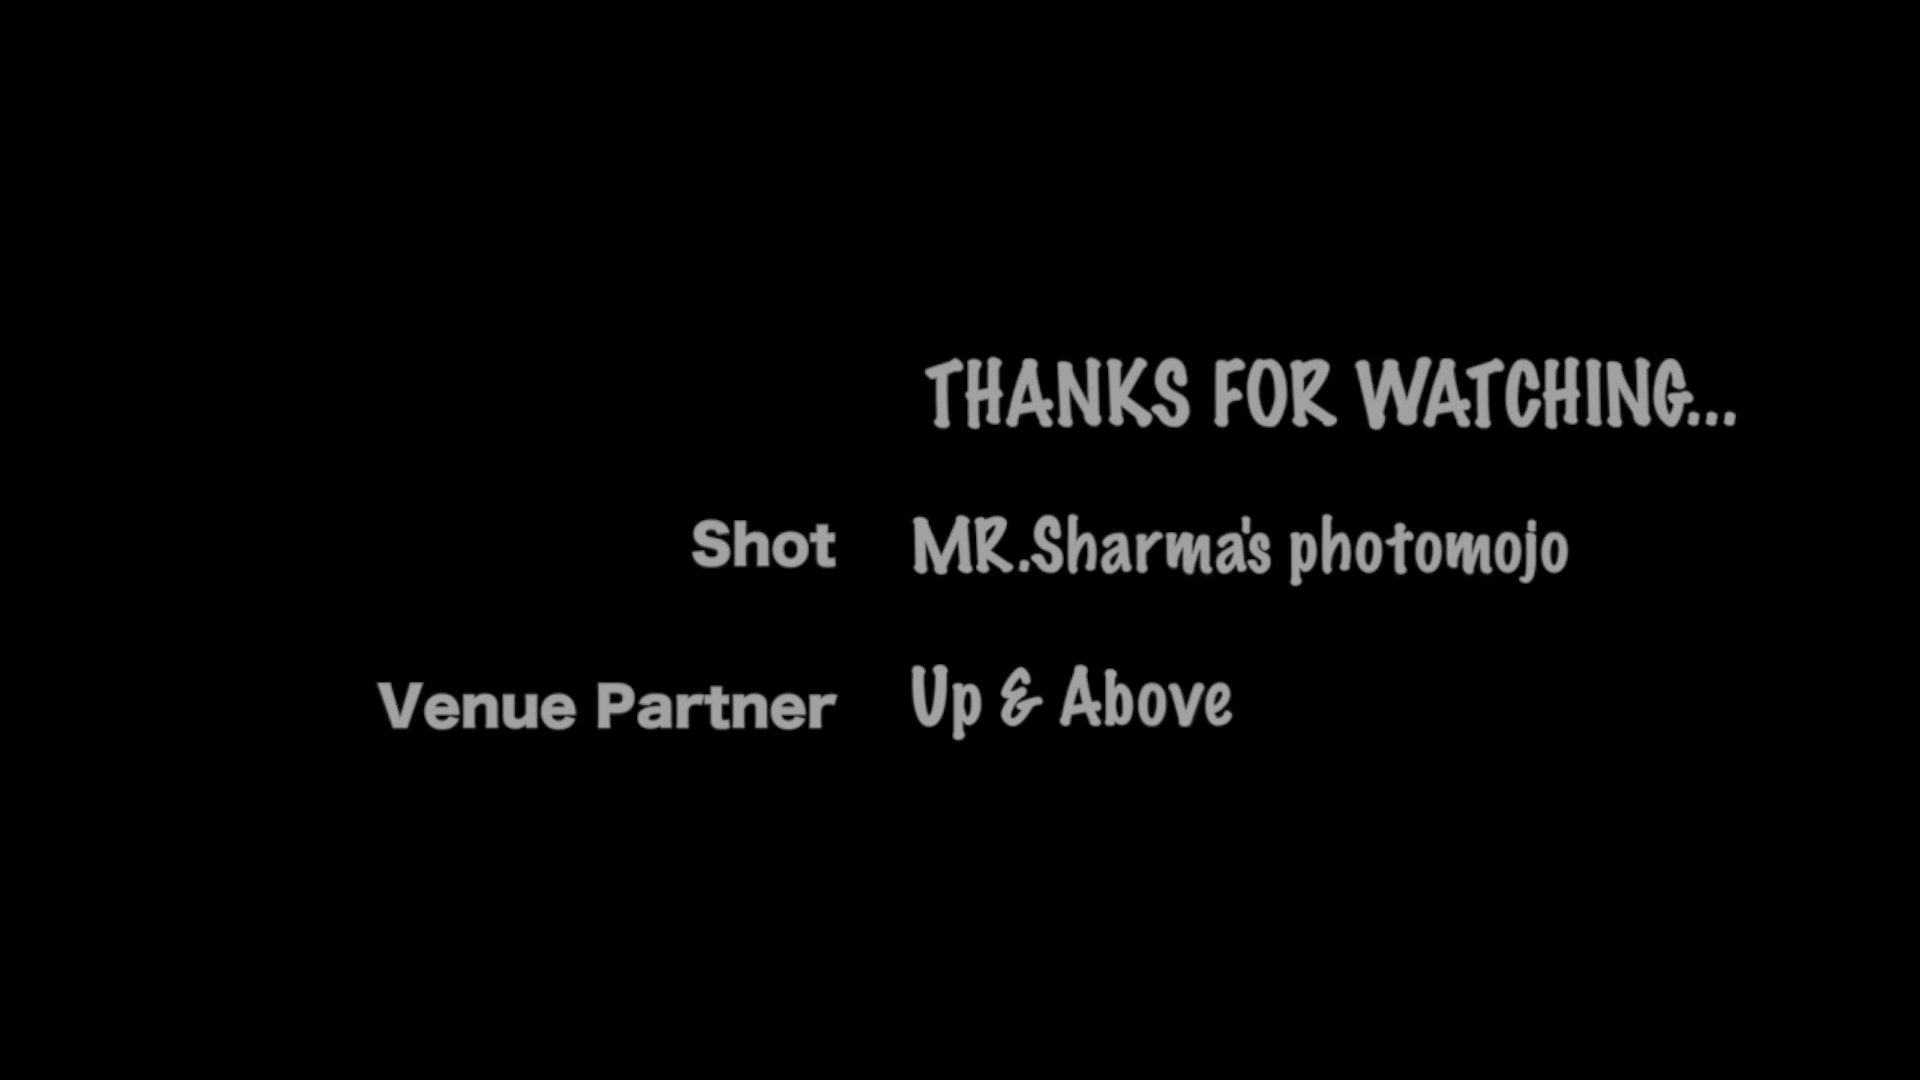 THANKS FOR WATCHING...
Shot MR.Sharma's photomojo
Venue Partner Up & Above